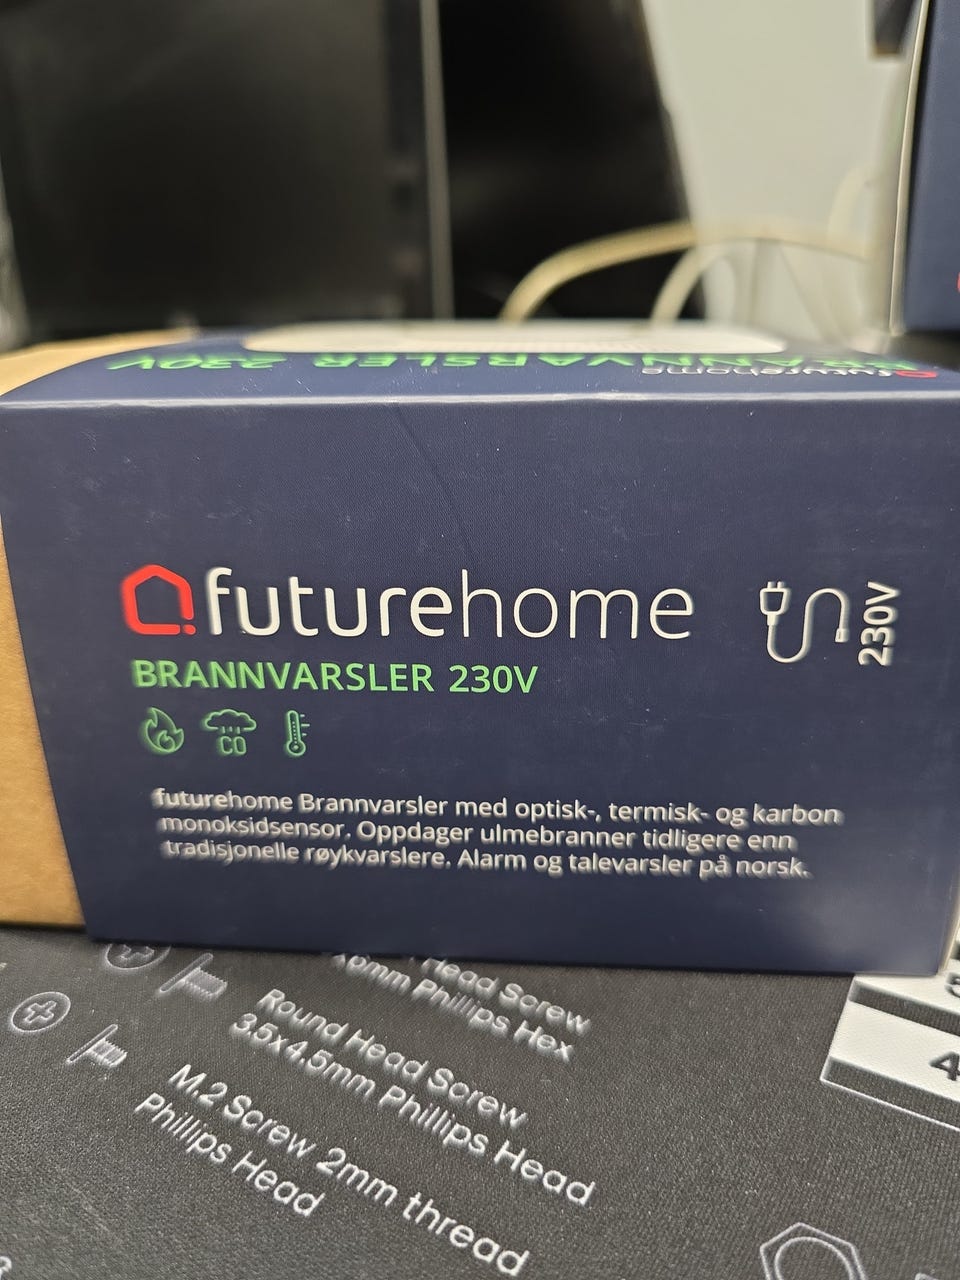 BRANNVARSLER 230V
futurehome
futurehome
230V
BRANNVARSLER 230V
CO
futurehome Brannvarsler med optisk-, termisk- og karbon
monoksidsensor. Oppdager ulmebranner tidligere enn
tradisjonelle røykvarslere. Alarm og talevarsler på norsk.
Head Screw
Phillips Hex
Round Head Screw
3.5x4.5mm Phillips Head
M.2 Screw 2mm thread
Phillips Head
4